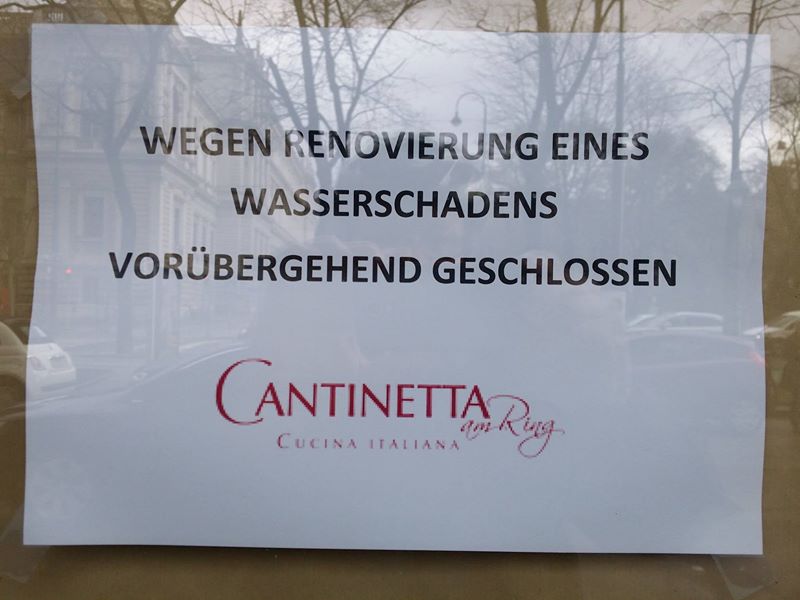 WEGEN RENOVIERUNG EINES
WASSERSCHADENS
VORÜBERGEHEND GESCHLOSSEN
CANTINETTA
am Ring
CUCINA ITALIANA